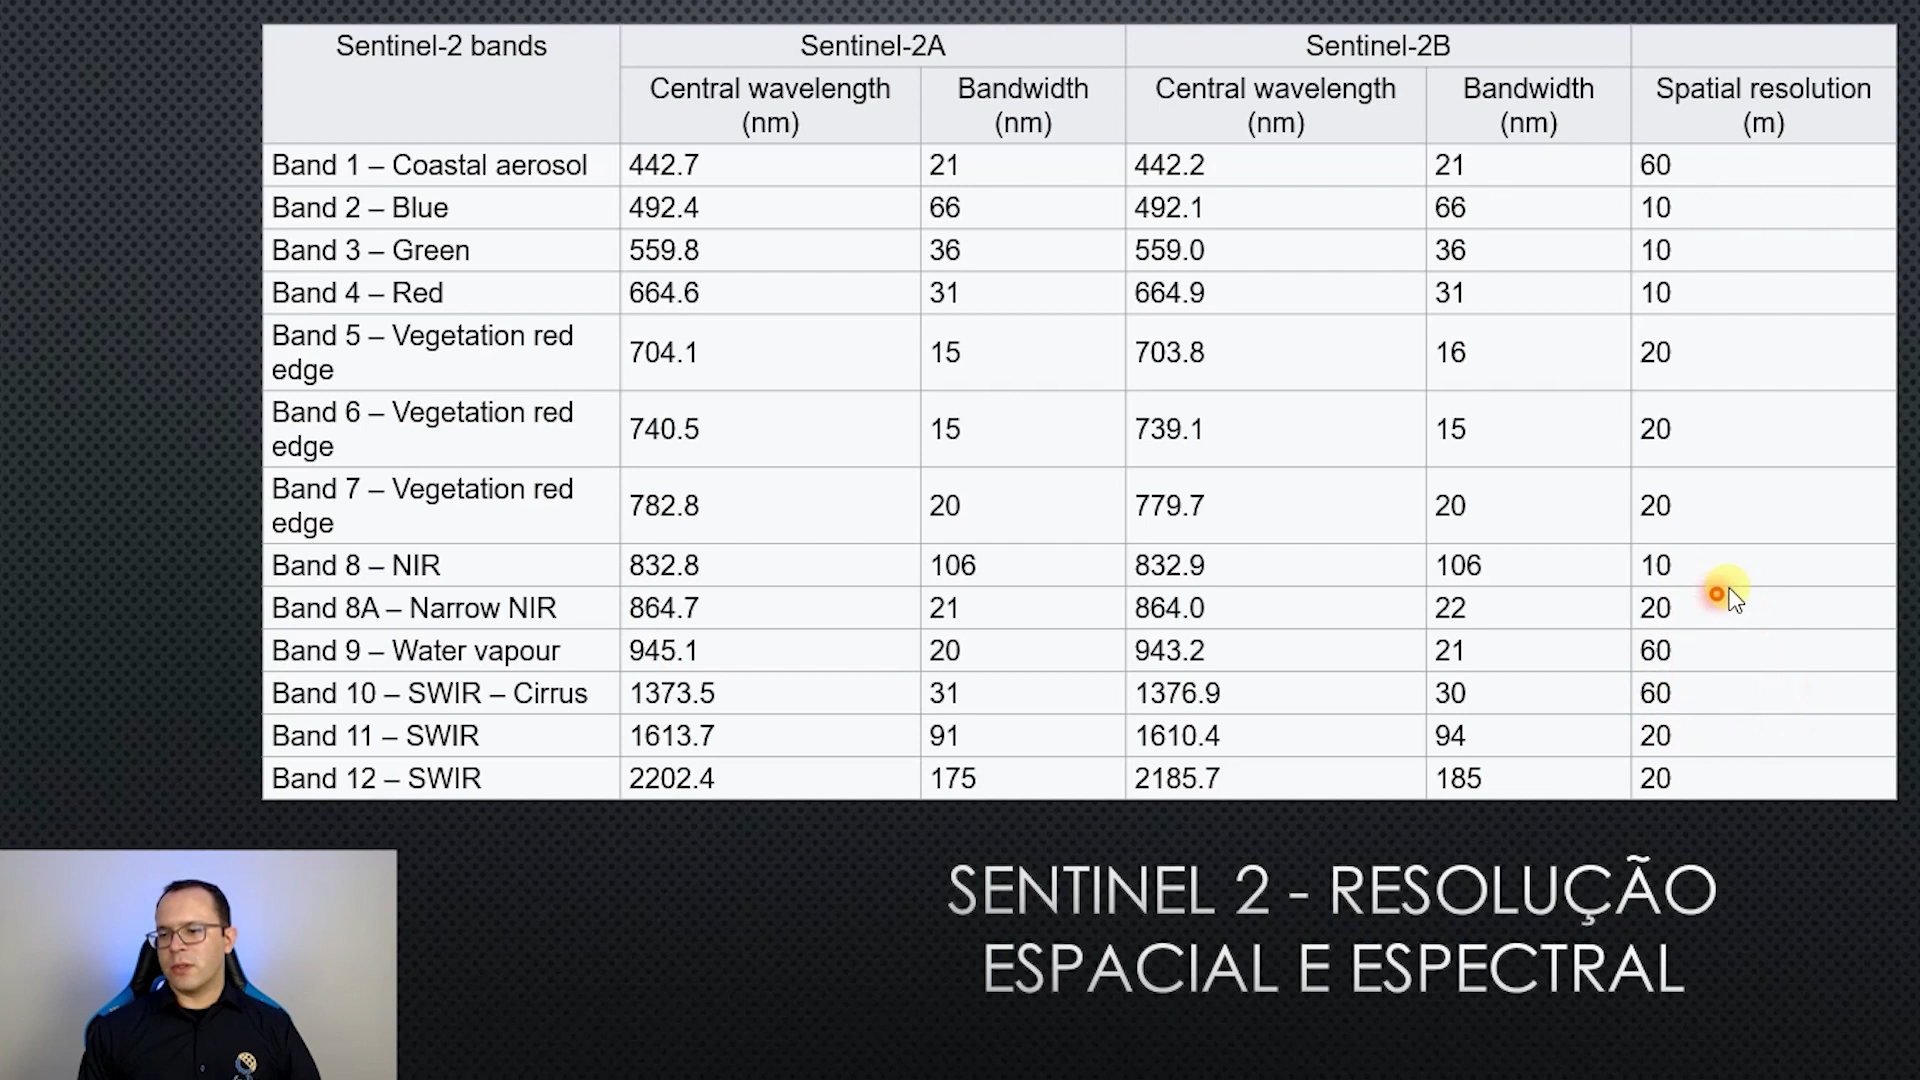 Sentinel-2 bands Sentinel-2A Sentinel-2B
Central wavelength (nm) Bandwidth (nm) Central wavelength (nm) Bandwidth (nm) Spatial resolution (m)
Band 1 – Coastal aerosol 442.7 21 442.2 21 60
Band 2 – Blue 492.4 66 492.1 66 10
Band 3 – Green 559.8 36 559.0 36 10
Band 4 – Red 664.6 31 664.9 31 10
Band 5 – Vegetation red edge 704.1 15 703.8 16 20
Band 6 – Vegetation red edge 740.5 15 739.1 15 20
Band 7 – Vegetation red edge 782.8 20 779.7 20 20
Band 8 – NIR 832.8 106 832.9 106 10
Band 8A – Narrow NIR 864.7 21 864.0 22 20
Band 9 – Water vapour 945.1 20 943.2 21 60
Band 10 – SWIR – Cirrus 1373.5 31 1376.9 30 60
Band 11 – SWIR 1613.7 91 1610.4 94 20
Band 12 – SWIR 2202.4 175 2185.7 185 20
SENTINEL 2 - RESOLUÇÃO
ESPACIAL E ESPECTRAL